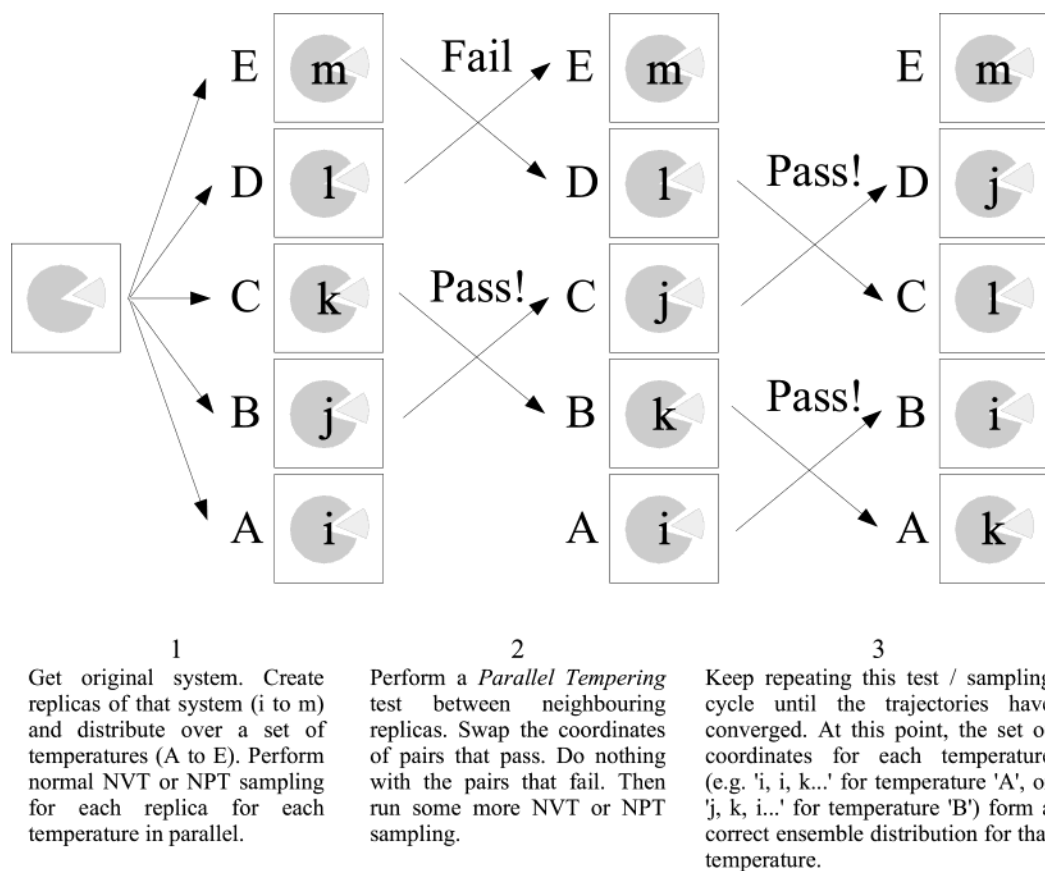 E m Fail E m E m
D l D l Pass! D j
C k Pass! C j C l
B j B k Pass! B i
A i A i A k
1
Get original system. Create
replicas of that system (i to m)
and distribute over a set of
temperatures (A to E). Perform
normal NVT or NPT sampling
for each replica for each
temperature in parallel.
2
Perform a Parallel Tempering
test between neighbouring
replicas. Swap the coordinates
of pairs that pass. Do nothing
with the pairs that fail. Then
run some more NVT or NPT
sampling.
3
Keep repeating this test / sampling
cycle until the trajectories have
converged. At this point, the set o
coordinates for each temperature
(e.g. 'i, i, k...' for temperature 'A', o
'j, k, i...' for temperature 'B') form a
correct ensemble distribution for tha
temperature.